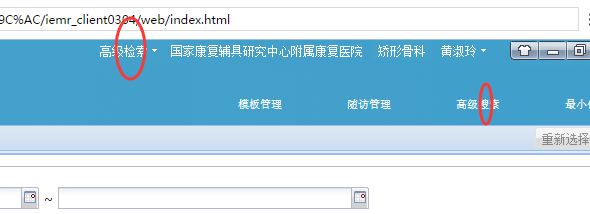 9C%AC/iemr_client0304/web/index.html
高级检索 国家康复辅具研究中心附属康复医院 矫形骨科 黄淑玲
模板管理 随访管理 高级搜索 最小
重新选择
~